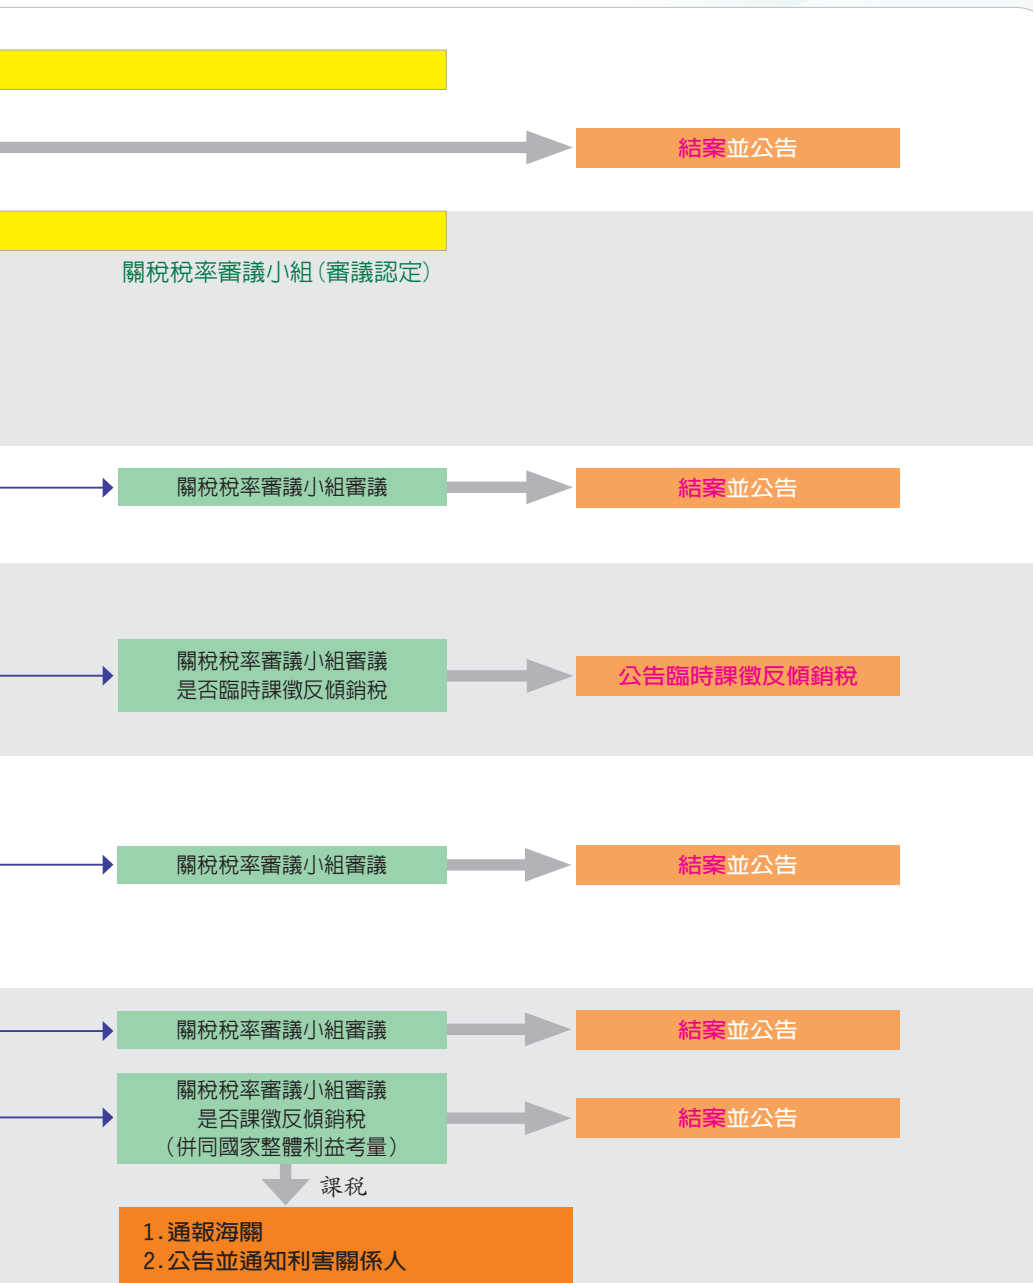 結案並公告
關稅稅率審議小組(審議認定)
關稅稅率審議小組審議
結案並公告
關稅稅率審議小組審議
是否臨時課徵反傾銷稅
公告臨時課徵反傾銷稅
關稅稅率審議小組審議
結案並公告
關稅稅率審議小組審議
結案並公告
關稅稅率審議小組審議
是否課徵反傾銷稅
(併同國家整體利益考量)
結案並公告
課稅
1.通報海關
2.公告並通知利害關係人